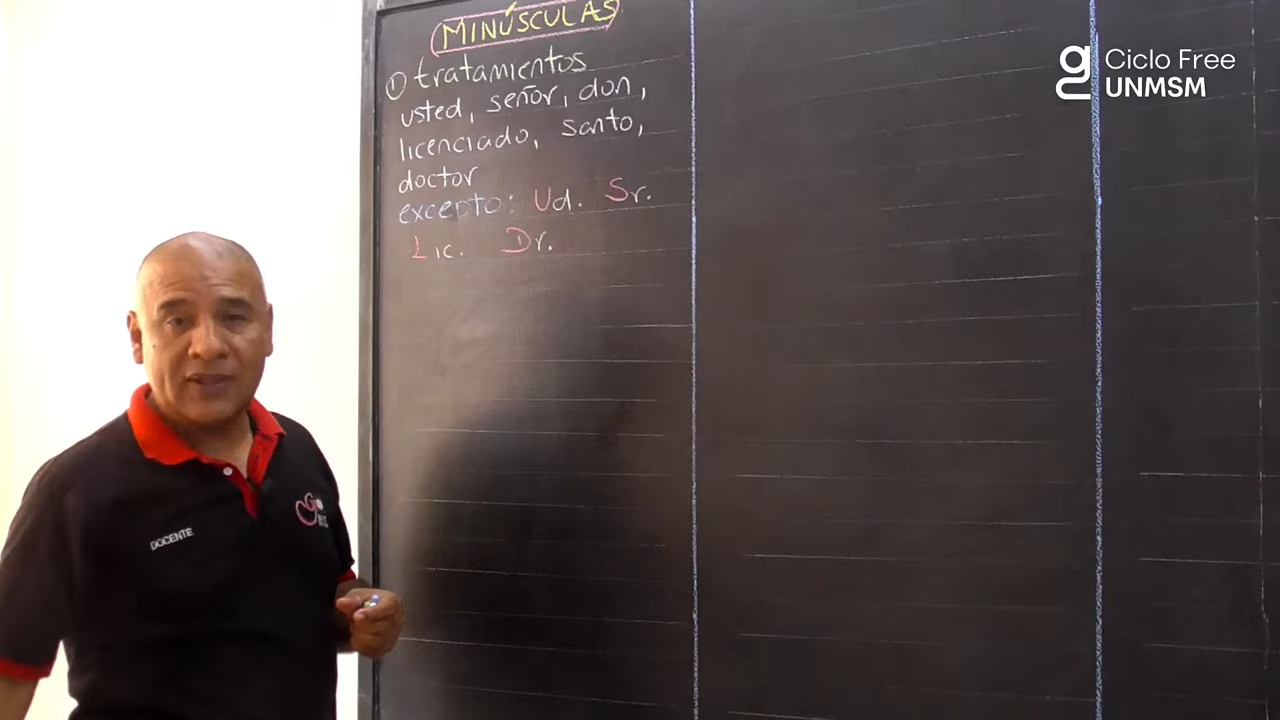 MINÚSCULAS
① tratamientos
usted, señor, don,
licenciado, santo,
doctor
excepto: Ud. Sr.
Lic. Dr.
Ciclo Free
UNMSM
DOCENTE